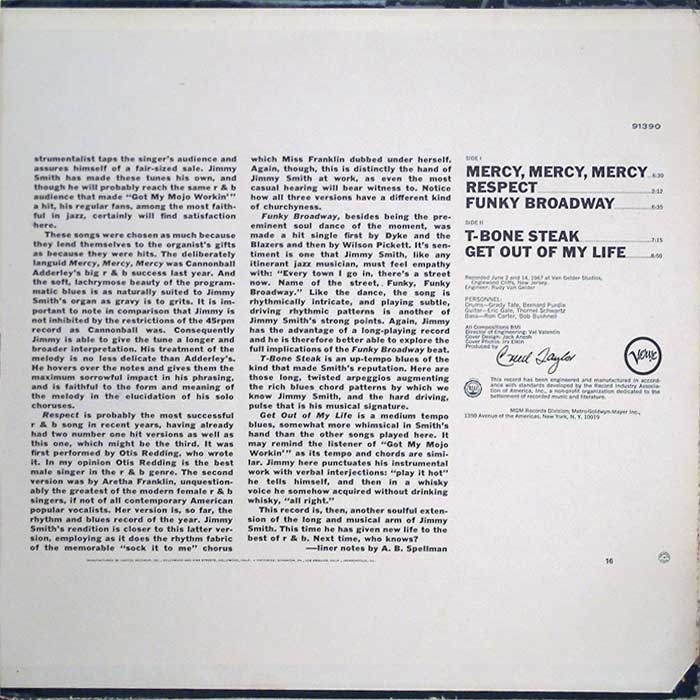 91390
strumentalist taps the singer's audience and
assures himself of a fair-sized sale. Jimmy
Smith has made these tunes his own, and
though he will probably reach the same r & b
audience that made "Got My Mojo Workin'"
a hit, his regular fans, among the most faith-
ful in jazz, certainly will find satisfaction
here.
These songs were chosen as much because
they lend themselves to the organist's gifts
as because they were hits. The deliberately
languid Mercy, Mercy, Mercy was Cannonball
Adderley's big r & b success last year. And
the soft, lachrymose beauty of the program-
matic blues is as naturally suited to Jimmy
Smith's organ as gravy is to grits. It is im-
portant to note in comparison that Jimmy is
not inhibited by the restrictions of the 45rpm
record as Cannonball was. Consequently
Jimmy is able to give the tune a longer and
broader interpretation. His treatment of the
melody is no less delicate than Adderley's.
He hovers over the notes and gives them the
maximum sorrowful impact in his phrasing,
and is faithful to the form and meaning of
the melody in the elucidation of his solo
choruses.
Respect is probably the most successful
r & b song in recent years, having already
had two number one hit versions as well as
this one, which might be the third. It was
first performed by Otis Redding, who wrote
it. In my opinion Otis Redding is the best
male singer in the r & b genre. The second
version was by Aretha Franklin, unquestion-
ably the greatest of the modern female r & b
singers, if not of all contemporary American
popular vocalists. Her version is, so far, the
rhythm and blues record of the year. Jimmy
Smith's rendition is closer to this latter ver-
sion, employing as it does the rhythm fabric
of the memorable "sock it to me" chorus
which Miss Franklin dubbed under herself.
Again, though, this is distinctly the hand of
Jimmy Smith at work, as even the most
casual hearing will bear witness to. Notice
how all three versions have a different kind
of churchyness.
Funky Broadway, besides being the pre-
eminent soul dance of the moment, was
made a hit single first by Dyke and the
Blazers and then by Wilson Pickett. It's sen-
timent is one that Jimmy Smith, like any
itinerant jazz musician, must feel empathy
with: "Every town I go in, there's a street
now. Name of the street, Funky, Funky
Broadway." Like the dance, the song is
rhythmically intricate, and playing subtle,
driving rhythmic patterns is another of
Jimmy Smith's strong points. Again, Jimmy
has the advantage of a long-playing record
and he is therefore better able to explore the
full implications of the Funky Broadway beat.
T-Bone Steak is an up-tempo blues of the
kind that made Smith's reputation. Here are
those long, twisted arpeggios augmenting
the rich blues chord patterns by which we
know Jimmy Smith, and the hard driving,
pulse that is his musical signature.
Get Out of My Life is a medium tempo
blues, somewhat more whimsical in Smith's
hand than the other songs played here. It
may remind the listener of "Got My Mojo
Workin'" as its tempo and chords are simi-
lar. Jimmy here punctuates his instrumental
work with verbal interjections: "play it hot"
he tells himself, and then in a whisky
voice he somehow acquired without drinking
whisky, "all right."
This record is, then, another soulful exten-
sion of the long and musical arm of Jimmy
Smith. This time he has given new life to the
best of r & b. Next time, who knows?
—liner notes by A. B. Spellman
SIDE I
MERCY, MERCY, MERCY 6:30
RESPECT 2:12
FUNKY BROADWAY 6:35
SIDE II
T-BONE STEAK 7:15
GET OUT OF MY LIFE 8:50
Recorded June 2 and 14, 1967 at Van Gelder Studios,
Englewood Cliffs, New Jersey.
Engineer: Rudy Van Gelder
PERSONNEL:
Drums—Grady Tate, Bernard Purdie
Guitar—Eric Gale, Thornel Schwartz
Bass—Ron Carter, Bob Bushnell
All Compositions BMI
Director of Engineering: Val Valentin
Cover Design: Jack Anesh
Cover Photos: Irv Elkin
Produced by
Creed Taylor
Verve
This record has been engineered and manufactured in accord-
ance with standards developed by the Record Industry Associa-
tion of America, Inc., a non-profit organization dedicated to the
betterment of recorded music and literature.
MGM Records Division, Metro-Goldwyn-Mayer Inc.,
1350 Avenue of the Americas, New York, N. Y. 10019
16